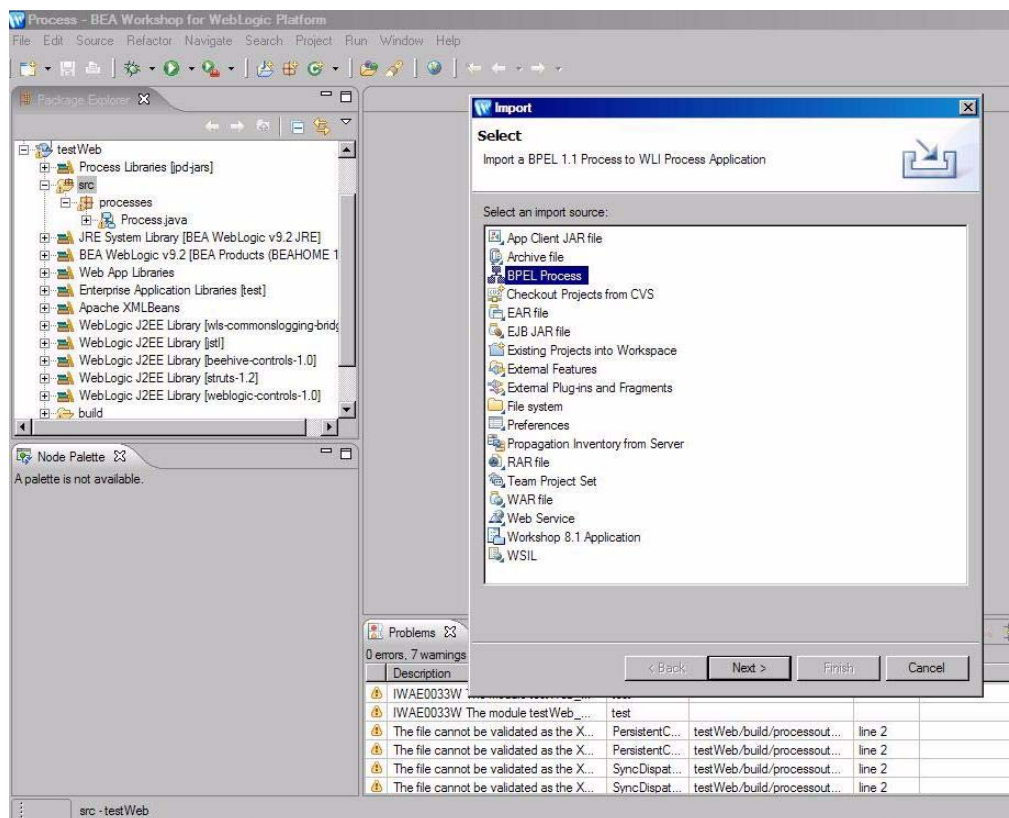 Process - BEA Workshop for WebLogic Platform
File Edit Source Refactor Navigate Search Project Run Window Help
Package Explorer
testWeb
Process Libraries [jpd-jars]
src
processes
Process.java
JRE System Library [BEA WebLogic v9.2 JRE]
BEA WebLogic v9.2 [BEA Products (BEAHOME 1
Web App Libraries
Enterprise Application Libraries [test]
Apache XMLBeans
WebLogic J2EE Library [wls-commonslogging-bridg
WebLogic J2EE Library [jstl]
WebLogic J2EE Library [beehive-controls-1.0]
WebLogic J2EE Library [struts-1.2]
WebLogic J2EE Library [weblogic-controls-1.0]
build
Node Palette
A palette is not available.
Import
Select
Import a BPEL 1.1 Process to WLI Process Application
Select an import source:
App Client JAR file
Archive file
BPEL Process
Checkout Projects from CVS
EAR file
EJB JAR file
Existing Projects into Workspace
External Features
External Plug-ins and Fragments
File system
Preferences
Propagation Inventory from Server
RAR file
Team Project Set
WAR file
Web Service
Workshop 8.1 Application
WSIL
< Back Next > Finish Cancel
Problems
0 errors, 7 warnings
Description
IWAE0033W The module testWeb_... test
IWAE0033W The module testWeb_... test
The file cannot be validated as the X... PersistentC... testWeb/build/processout... line 2
The file cannot be validated as the X... PersistentC... testWeb/build/processout... line 2
The file cannot be validated as the X... SyncDispat... testWeb/build/processout... line 2
The file cannot be validated as the X... SyncDispat... testWeb/build/processout... line 2
src - testWeb